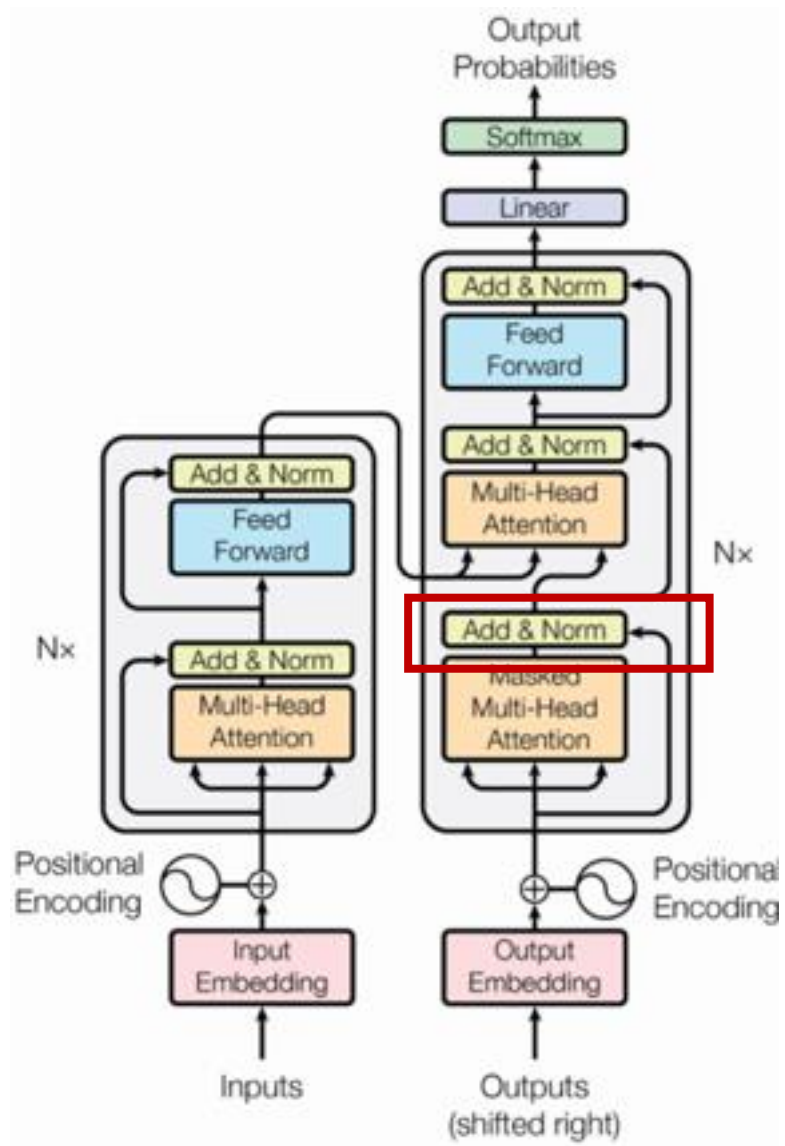 Output
Probabilities
Softmax
Linear
Add & Norm
Feed
Forward
Add & Norm
Multi-Head
Attention
Nx
Add & Norm
Masked
Multi-Head
Attention
Add & Norm
Feed
Forward
Nx
Add & Norm
Multi-Head
Attention
Positional
Encoding
Positional
Encoding
Input
Embedding
Output
Embedding
Inputs
Outputs
(shifted right)